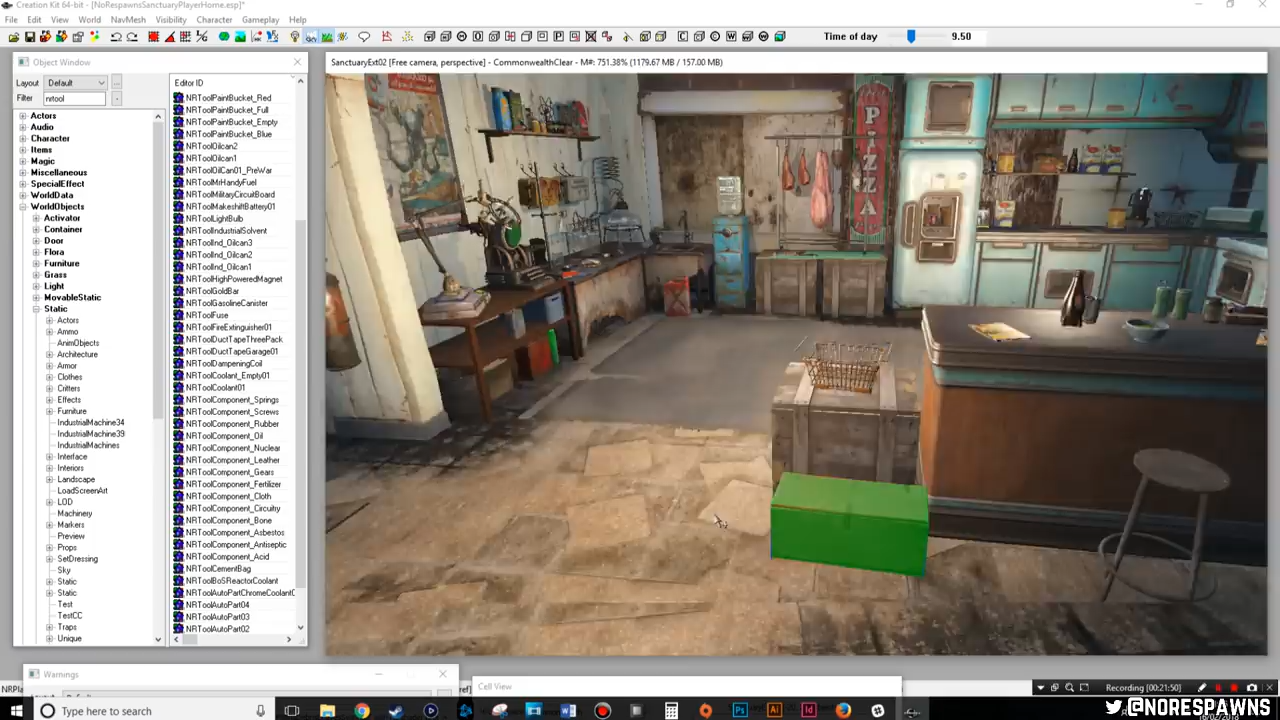 Creation Kit 64-bit - [NoRespawnsSanctuaryPlayerHome.esp]*
File Edit View World NavMesh Visibility Character Gameplay Help
Time of day 9.50
Object Window
SanctuaryExt02 [Free camera, perspective] - CommonwealthClear - M#: 751.38% (1179.67 MB / 157.00 MB)
Layout Default
Filter nrtool
Editor ID
Actors
Audio
Character
Items
Magic
Miscellaneous
SpecialEffect
WorldData
WorldObjects
Activator
Container
Door
Flora
Furniture
Grass
Light
MovableStatic
Static
Actors
Ammo
AnimObjects
Architecture
Armor
Clothes
Critters
Effects
Furniture
IndustrialMachine34
IndustrialMachine39
IndustrialMachines
Interface
Interiors
Landscape
LoadScreenArt
LOD
Machinery
Markers
Preview
Props
SetDressing
Sky
Static
Static
Test
TestCC
Traps
Unique
NRToolPaintBucket_Red
NRToolPaintBucket_Full
NRToolPaintBucket_Empty
NRToolPaintBucket_Blue
NRToolOilcan2
NRToolOilcan1
NRToolOilCan01_PreWar
NRToolMrHandyFuel
NRToolMilitaryCircuitBoard
NRToolMakeshiftBattery01
NRToolLightBulb
NRToolIndustrialSolvent
NRToolInd_Oilcan3
NRToolInd_Oilcan2
NRToolInd_Oilcan1
NRToolHighPoweredMagnet
NRToolGoldBar
NRToolGasolineCanister
NRToolFuse
NRToolFireExtinguisher01
NRToolDuctTapeThreePack
NRToolDuctTapeGarage01
NRToolDampeningCoil
NRToolCoolant_Empty01
NRToolCoolant01
NRToolComponent_Springs
NRToolComponent_Screws
NRToolComponent_Rubber
NRToolComponent_Oil
NRToolComponent_Nuclear
NRToolComponent_Leather
NRToolComponent_Gears
NRToolComponent_Fertilizer
NRToolComponent_Cloth
NRToolComponent_Circuitry
NRToolComponent_Bone
NRToolComponent_Asbestos
NRToolComponent_Antiseptic
NRToolComponent_Acid
NRToolCementBag
NRToolBoSReactorCoolant
NRToolAutoPartChromeCoolantC
NRToolAutoPart04
NRToolAutoPart03
NRToolAutoPart02
PIZZA
Warnings
Cell View
Recording [00:21:50]
Type here to search
@NORESPAWNS